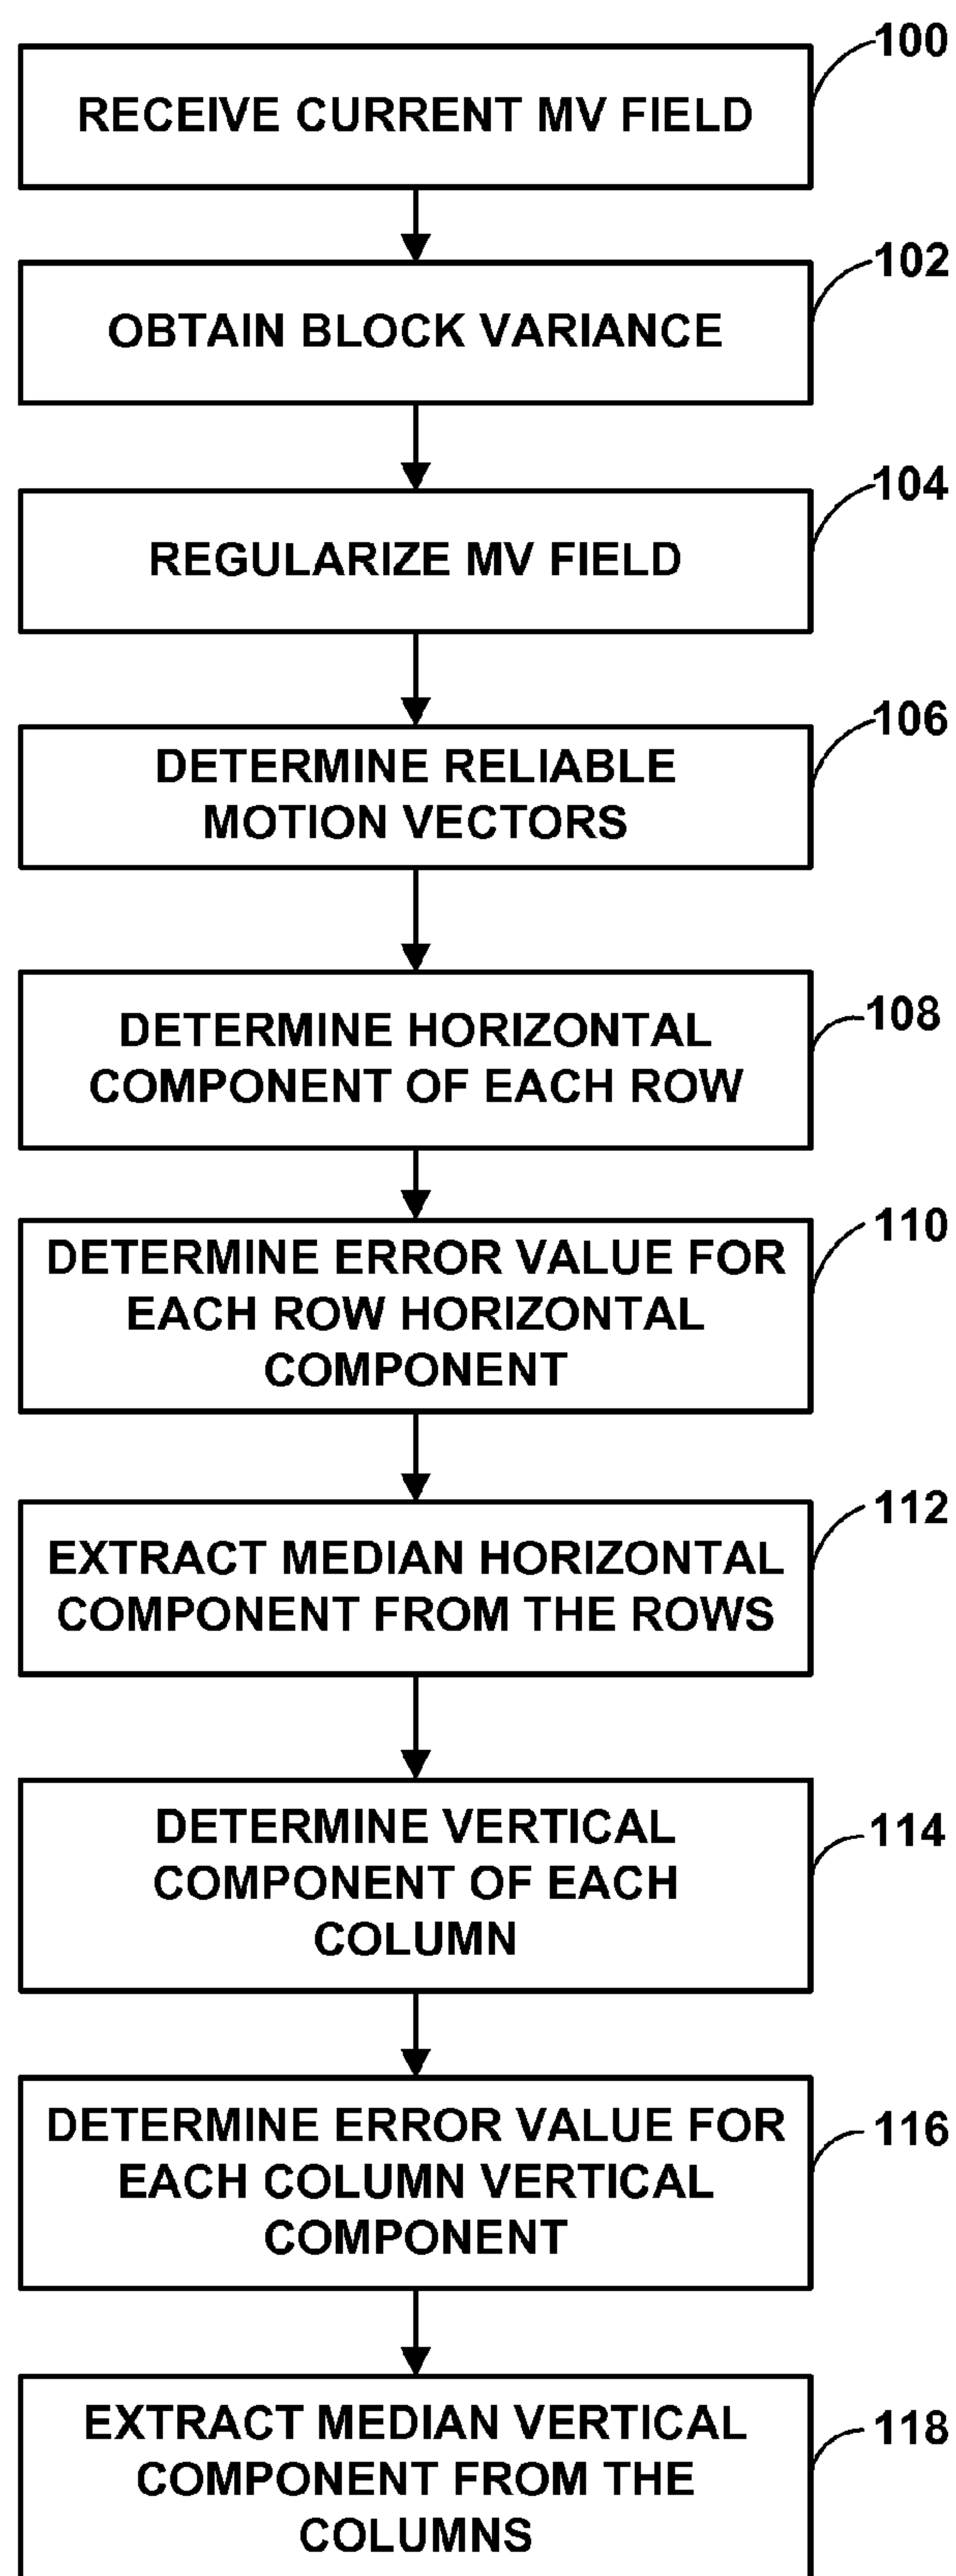 100
RECEIVE CURRENT MV FIELD
102
OBTAIN BLOCK VARIANCE
104
REGULARIZE MV FIELD
106
DETERMINE RELIABLE
MOTION VECTORS
108
DETERMINE HORIZONTAL
COMPONENT OF EACH ROW
110
DETERMINE ERROR VALUE FOR
EACH ROW HORIZONTAL
COMPONENT
112
EXTRACT MEDIAN HORIZONTAL
COMPONENT FROM THE ROWS
114
DETERMINE VERTICAL
COMPONENT OF EACH
COLUMN
116
DETERMINE ERROR VALUE FOR
EACH COLUMN VERTICAL
COMPONENT
118
EXTRACT MEDIAN VERTICAL
COMPONENT FROM THE
COLUMNS